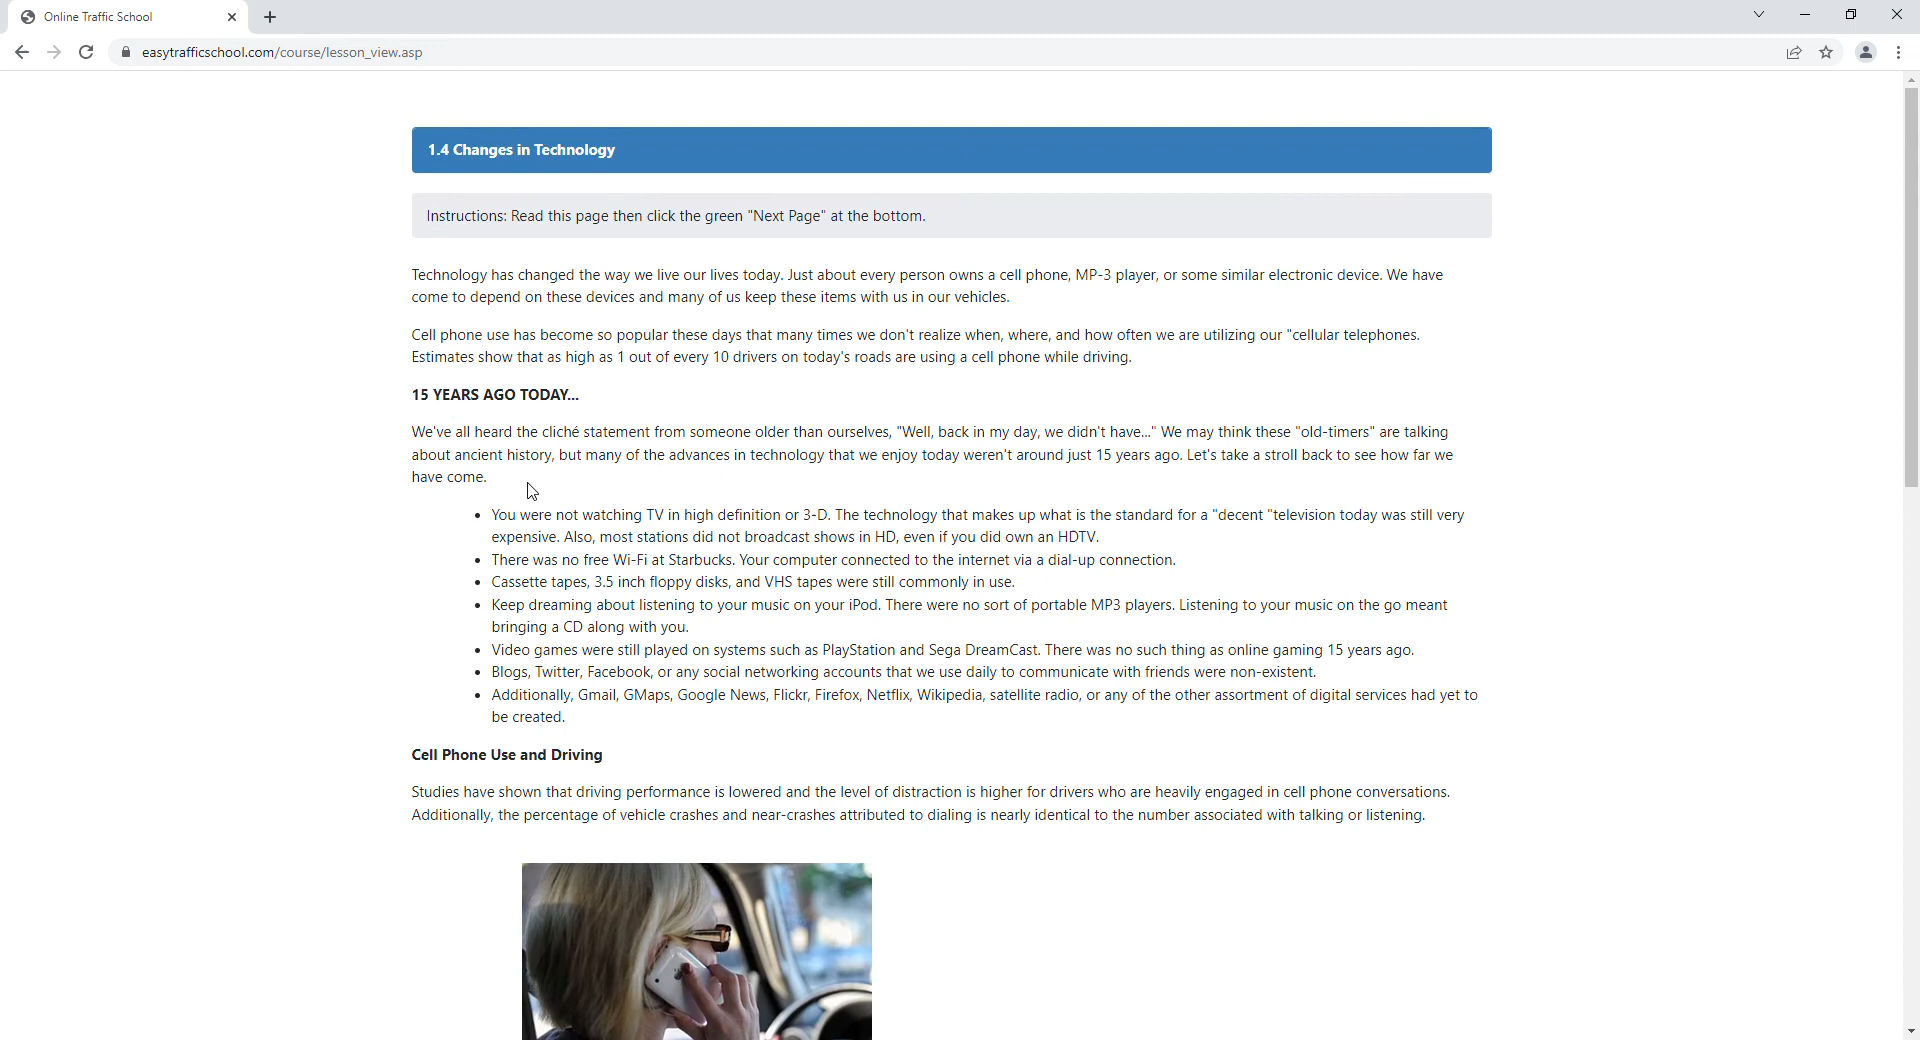 Online Traffic School
easytrafficschool.com/course/lesson_view.asp
1.4 Changes in Technology
Instructions: Read this page then click the green "Next Page" at the bottom.
Technology has changed the way we live our lives today. Just about every person owns a cell phone, MP-3 player, or some similar electronic device. We have
come to depend on these devices and many of us keep these items with us in our vehicles.
Cell phone use has become so popular these days that many times we don't realize when, where, and how often we are utilizing our "cellular telephones.
Estimates show that as high as 1 out of every 10 drivers on today's roads are using a cell phone while driving.
15 YEARS AGO TODAY...
We've all heard the cliché statement from someone older than ourselves, "Well, back in my day, we didn't have..." We may think these "old-timers" are talking
about ancient history, but many of the advances in technology that we enjoy today weren't around just 15 years ago. Let's take a stroll back to see how far we
have come.
• You were not watching TV in high definition or 3-D. The technology that makes up what is the standard for a "decent "television today was still very
expensive. Also, most stations did not broadcast shows in HD, even if you did own an HDTV.
• There was no free Wi-Fi at Starbucks. Your computer connected to the internet via a dial-up connection.
• Cassette tapes, 3.5 inch floppy disks, and VHS tapes were still commonly in use.
• Keep dreaming about listening to your music on your iPod. There were no sort of portable MP3 players. Listening to your music on the go meant
bringing a CD along with you.
• Video games were still played on systems such as PlayStation and Sega DreamCast. There was no such thing as online gaming 15 years ago.
• Blogs, Twitter, Facebook, or any social networking accounts that we use daily to communicate with friends were non-existent.
• Additionally, Gmail, GMaps, Google News, Flickr, Firefox, Netflix, Wikipedia, satellite radio, or any of the other assortment of digital services had yet to
be created.
Cell Phone Use and Driving
Studies have shown that driving performance is lowered and the level of distraction is higher for drivers who are heavily engaged in cell phone conversations.
Additionally, the percentage of vehicle crashes and near-crashes attributed to dialing is nearly identical to the number associated with talking or listening.